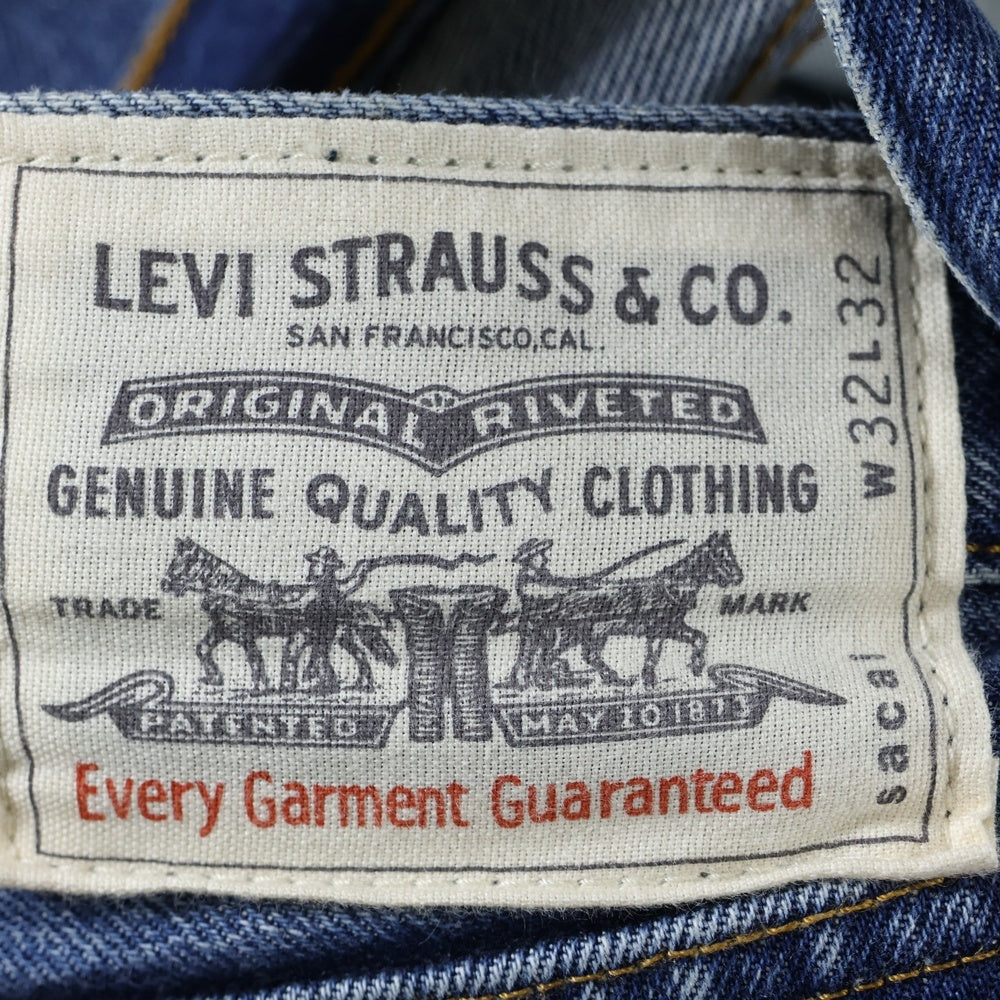 LEVI STRAUSS & CO.
SAN FRANCISCO,CAL.
ORIGINAL RIVETED
GENUINE QUALITY CLOTHING
TRADE MARK
PATENTED MAY 20 1873
Every Garment Guaranteed
W32L32
sacai